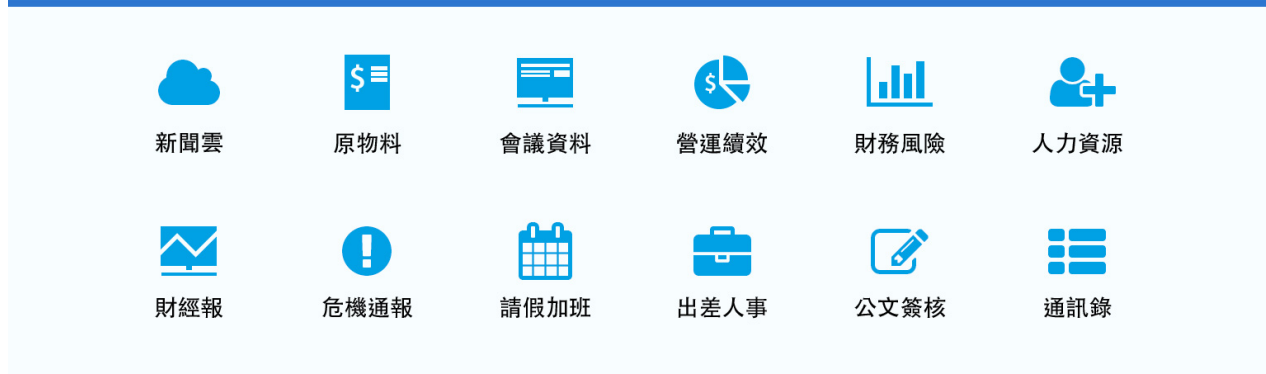 新聞雲
原物料
會議資料
營運績效
財務風險
人力資源
財經報
危機通報
請假加班
出差人事
公文簽核
通訊錄